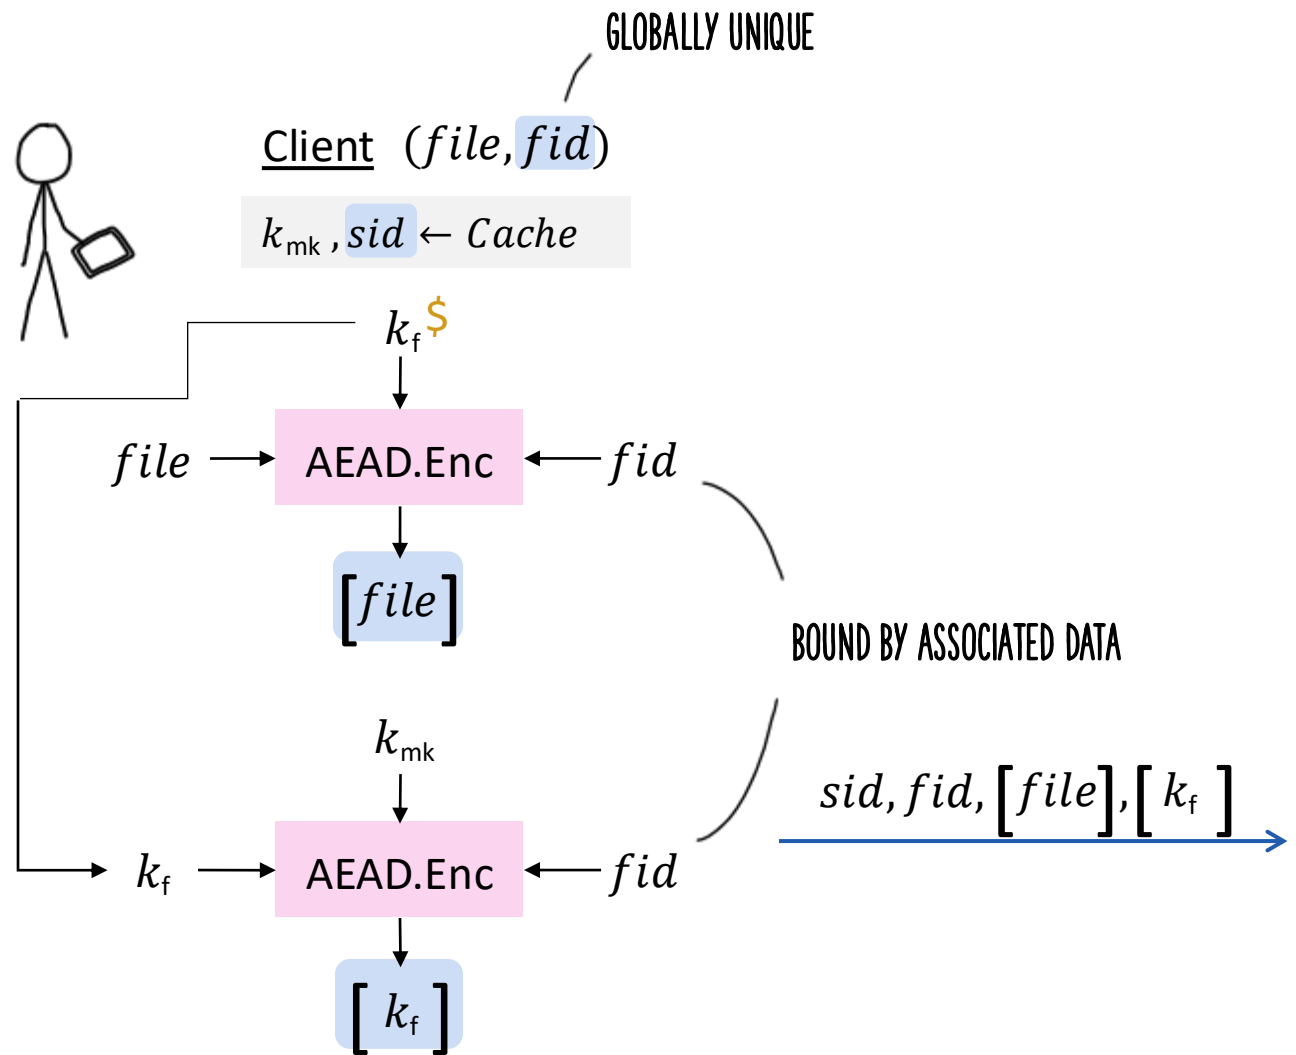 GLOBALLY UNIQUE
Client (file, fid)
k_mk , sid ← Cache
k_f $
file AEAD.Enc fid
[file]
BOUND BY ASSOCIATED DATA
k_mk
sid, fid, [file], [ k_f ]
k_f AEAD.Enc fid
[ k_f ]